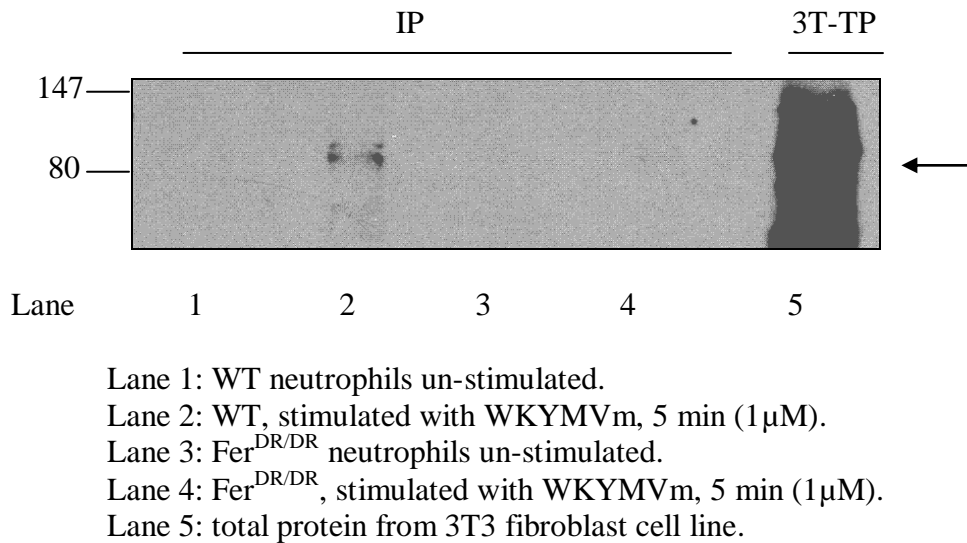 IP 3T-TP
147
80
Lane 1 2 3 4 5
Lane 1: WT neutrophils un-stimulated.
Lane 2: WT, stimulated with WKYMVm, 5 min (1µM).
Lane 3: Fer^DR/DR neutrophils un-stimulated.
Lane 4: Fer^DR/DR, stimulated with WKYMVm, 5 min (1µM).
Lane 5: total protein from 3T3 fibroblast cell line.